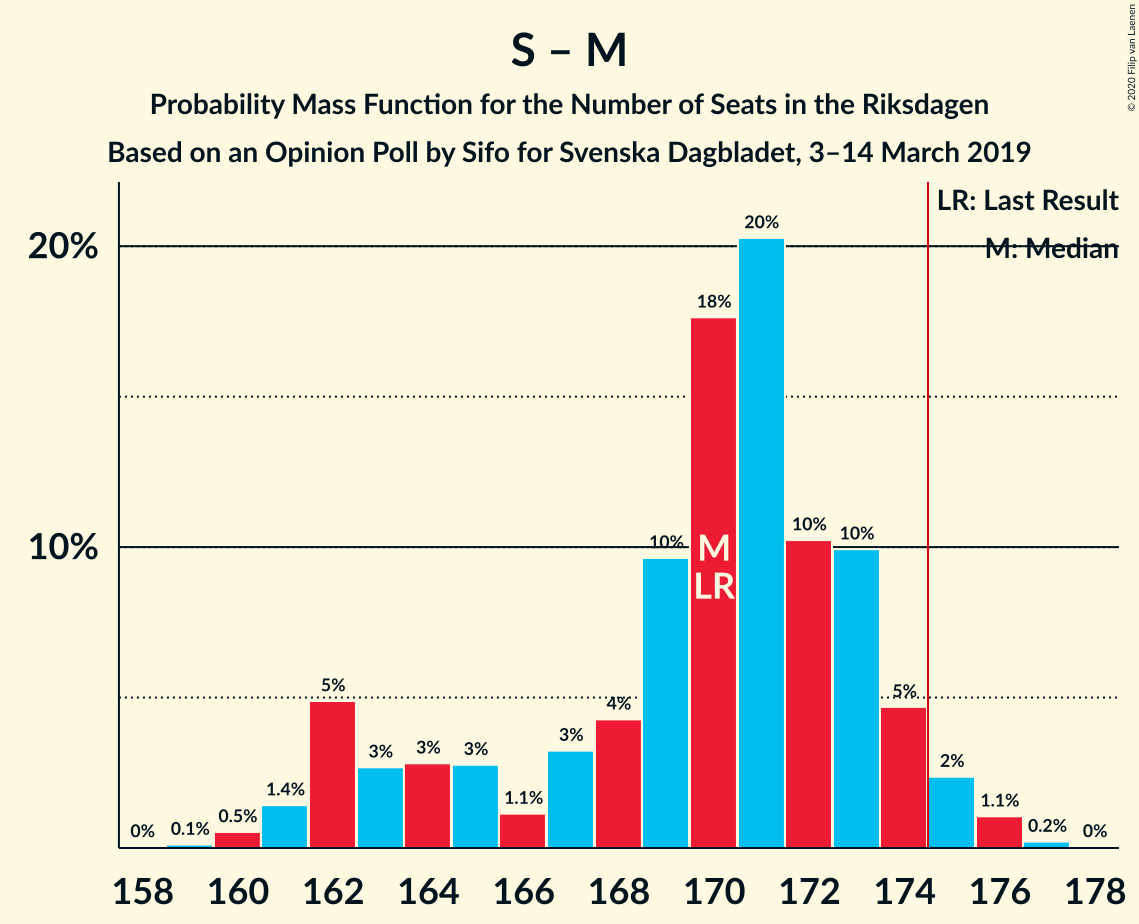 © 2020 Filip van Laenen
S – M
Probability Mass Function for the Number of Seats in the Riksdagen
Based on an Opinion Poll by Sifo for Svenska Dagbladet, 3–14 March 2019
LR: Last Result
M: Median
20%
10%
0% 0.1% 0.5% 1.4% 5% 3% 3% 3% 1.1% 3% 4% 10% 18% 20% 10% 10% 5% 2% 1.1% 0.2% 0%
M
LR
158 160 162 164 166 168 170 172 174 176 178